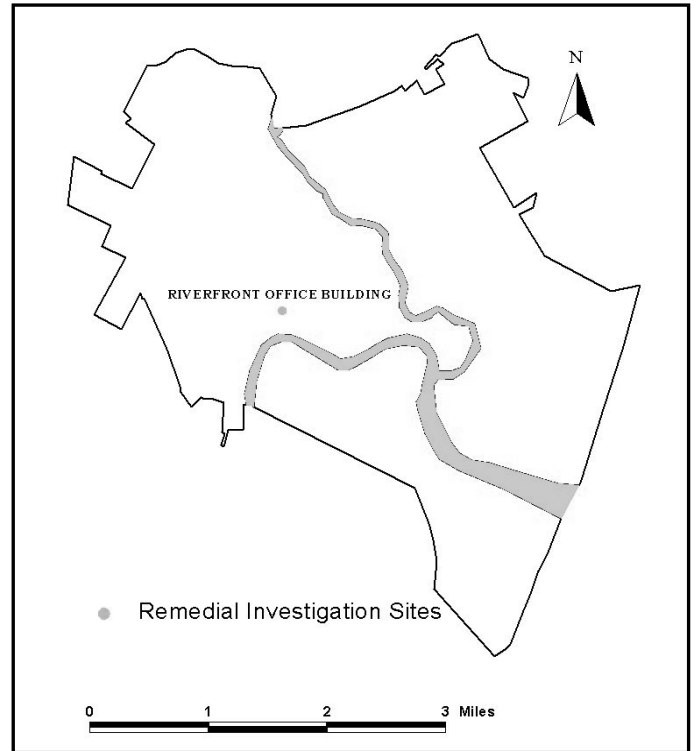 N
RIVERFRONT OFFICE BUILDING
Remedial Investigation Sites
0 1 2 3 Miles